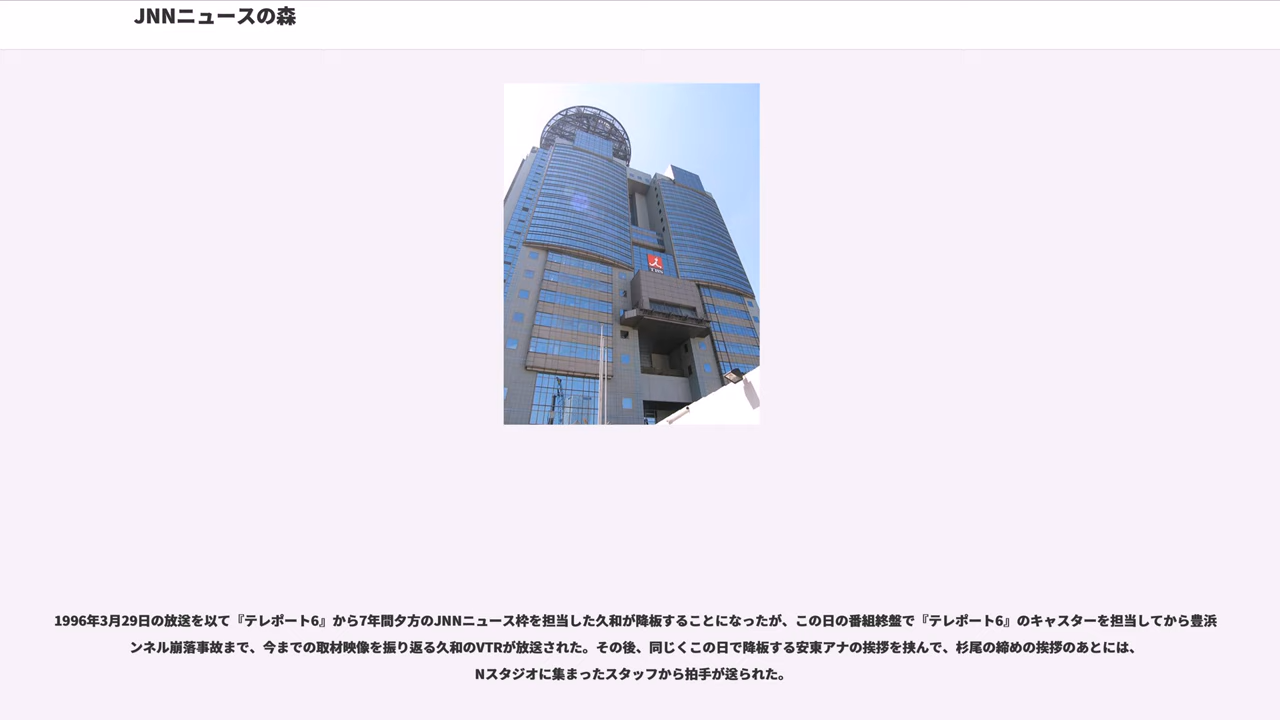 JNNニュースの森
TBS
1996年3月29日の放送を以て『テレポート6』から7年間夕方のJNNニュース枠を担当した久和が降板することになったが、この日の番組終盤で『テレポート6』のキャスターを担当してから豊浜
ンネル崩落事故まで、今までの取材映像を振り返る久和のVTRが放送された。その後、同じくこの日で降板する安東アナの挨拶を挟んで、杉尾の締めの挨拶のあとには、
Nスタジオに集まったスタッフから拍手が送られた。